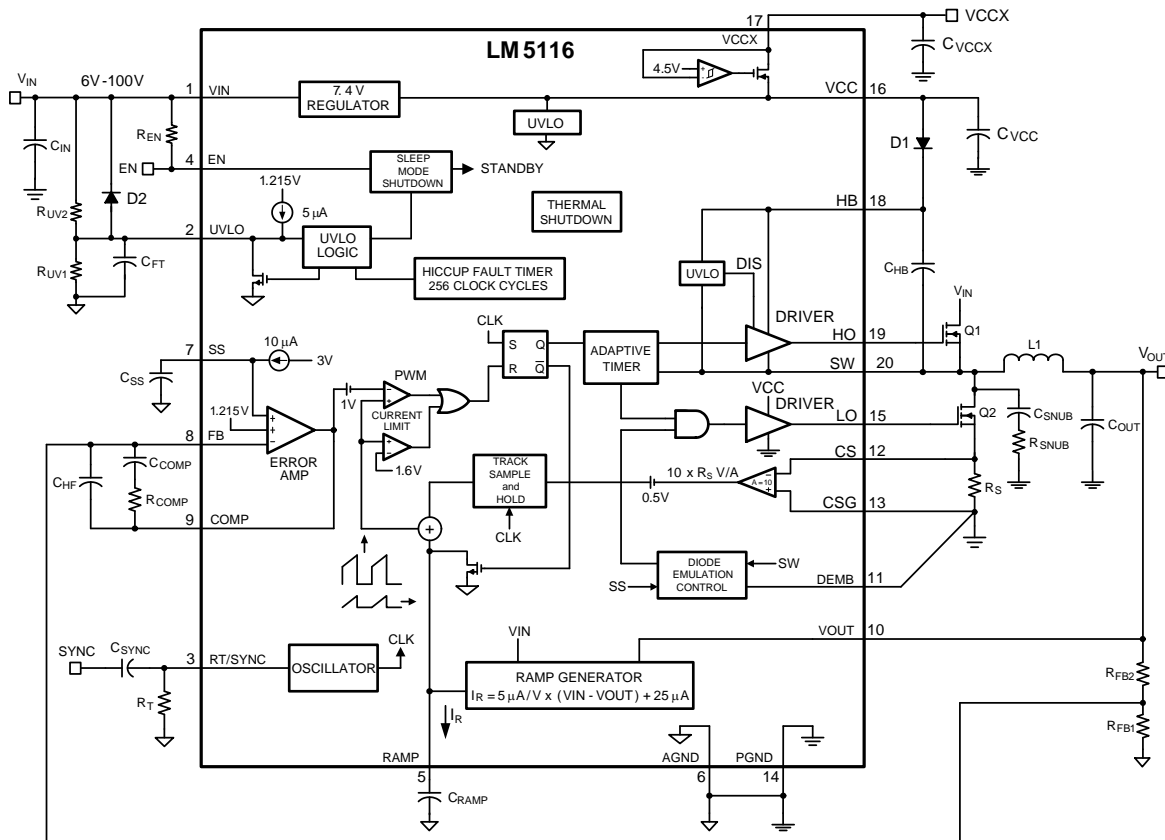 17
VCCX
VCCX
C VCCX
LM5116
4.5V
VIN
6V-100V
1
VIN
7.4 V
REGULATOR
VCC
16
UVLO
CIN
REN
EN
4
EN
SLEEP
MODE
SHUTDOWN
STANDBY
D1
CVCC
D2
1.215V
5 µA
THERMAL
SHUTDOWN
HB
18
RUV2
2
UVLO
UVLO
LOGIC
RUV1
CFT
HICCUP FAULT TIMER
256 CLOCK CYCLES
UVLO
DIS
CHB
VIN
DRIVER
HO
19
Q1
CLK
S
Q
R
Q
ADAPTIVE
TIMER
L1
VOUT
SW
20
7
SS
10 µA
3V
CSS
1V
PWM
CURRENT
LIMIT
1.6V
VCC
DRIVER
LO
15
Q2
CSNUB
RSNUB
COUT
1.215V
8
FB
ERROR
AMP
CS
12
CHF
CCOMP
RCOMP
9
COMP
TRACK
SAMPLE
and
HOLD
CLK
0.5V
10 x RS V/A
A=10
CSG
13
RS
+
DIODE
EMULATION
CONTROL
SW
SS
DEMB
11
SYNC
CSYNC
3
RT/SYNC
OSCILLATOR
CLK
VIN
VOUT
10
RT
RAMP GENERATOR
IR = 5 µA/V x (VIN - VOUT) + 25 µA
IR
RFB2
RFB1
RAMP
5
CRAMP
AGND
6
PGND
14